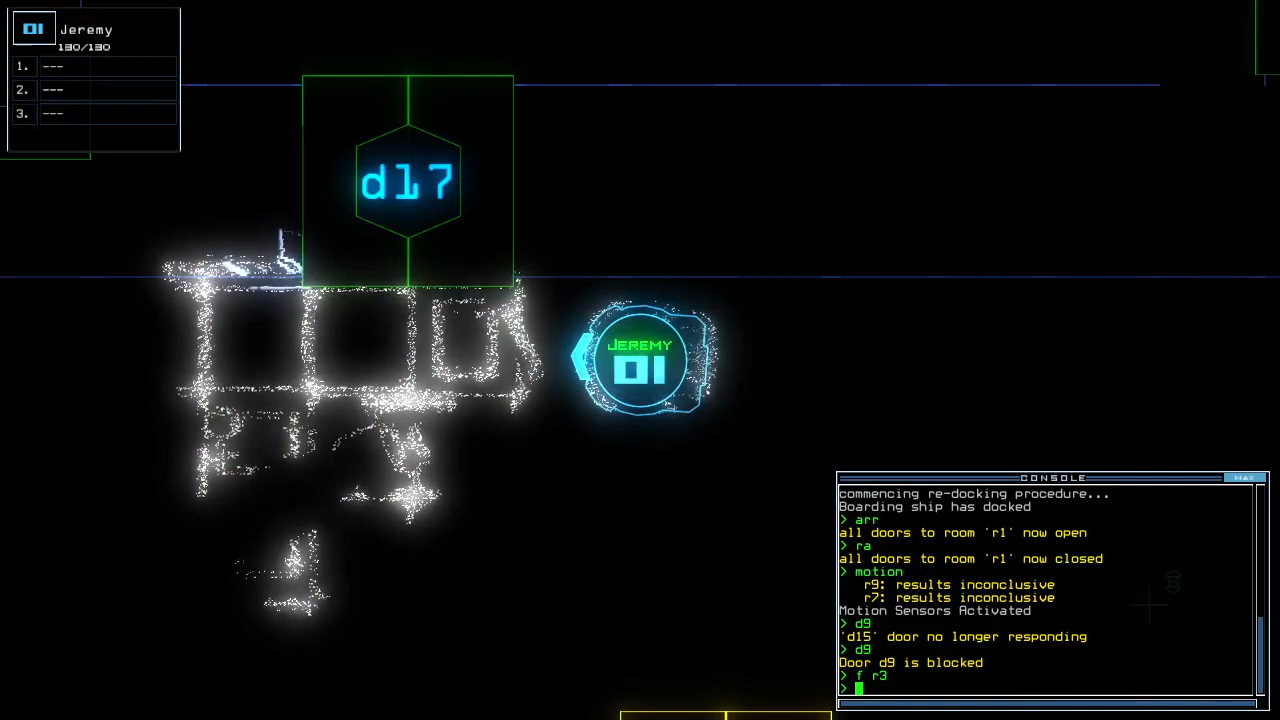 01 Jeremy
130/130
1. ---
2. ---
3. ---
d17
JEREMY
01
CONSOLE
MAX
commencing re-docking procedure...
Boarding ship has docked
> arr
all doors to room 'r1' now open
> ra
all doors to room 'r1' now closed
> motion
r9: results inconclusive
r7: results inconclusive
Motion Sensors Activated
> d9
'd15' door no longer responding
> d9
Door d9 is blocked
> f r3
>